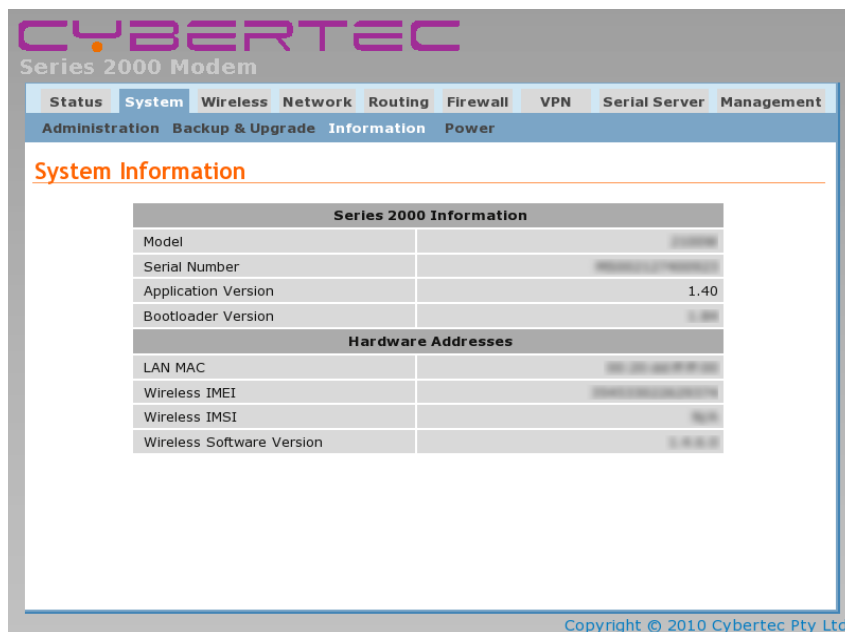 CYBERTEC
Series 2000 Modem
Status System Wireless Network Routing Firewall VPN Serial Server Management
Administration Backup & Upgrade Information Power
System Information
Series 2000 Information
Model
Serial Number
Application Version 1.40
Bootloader Version
Hardware Addresses
LAN MAC
Wireless IMEI
Wireless IMSI
Wireless Software Version
Copyright © 2010 Cybertec Pty Ltd